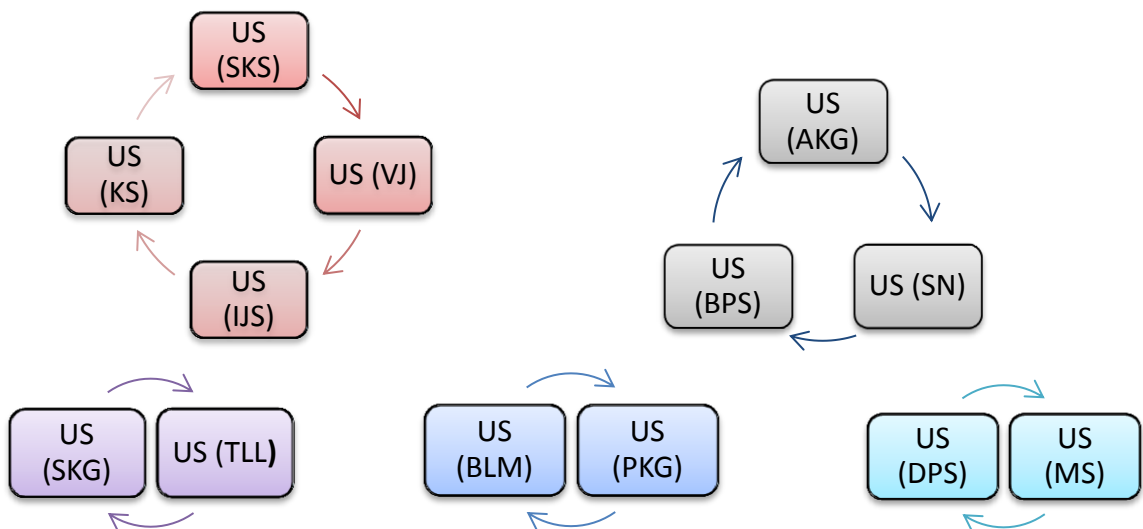 US
(SKS)
US (VJ)
US
(IJS)
US
(KS)
US
(AKG)
US (SN)
US
(BPS)
US
(SKG)
US (TLL)
US
(BLM)
US
(PKG)
US
(DPS)
US
(MS)